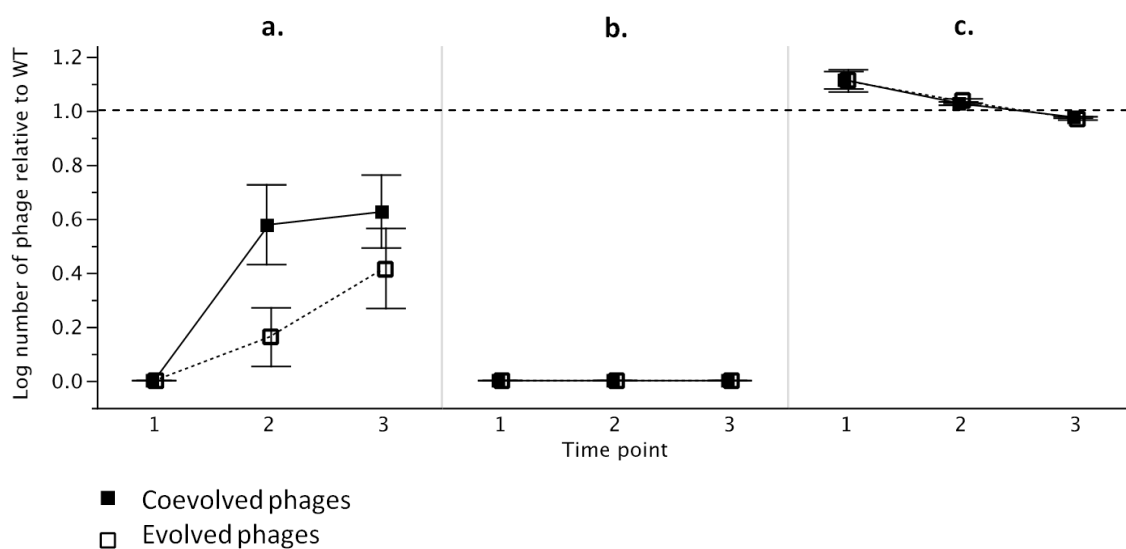 a.
b.
c.
Log number of phage relative to WT
1.2
1.0
0.8
0.6
0.4
0.2
0.0
1 2 3 1 2 3 1 2 3
Time point
Coevolved phages
Evolved phages